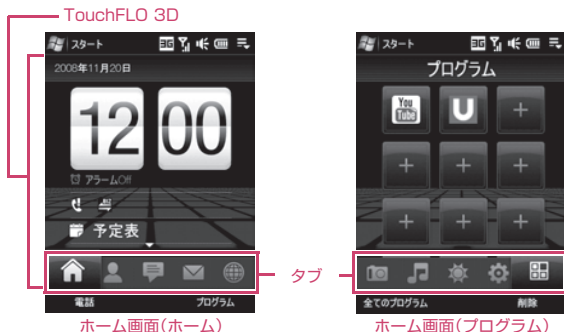 TouchFLO 3D
スタート
3G
2008年11月20日
12 00
アラームOff
予定表
電話
プログラム
ホーム画面(ホーム)
タブ
スタート
3G
プログラム
You Tube
U
全てのプログラム
削除
ホーム画面(プログラム)